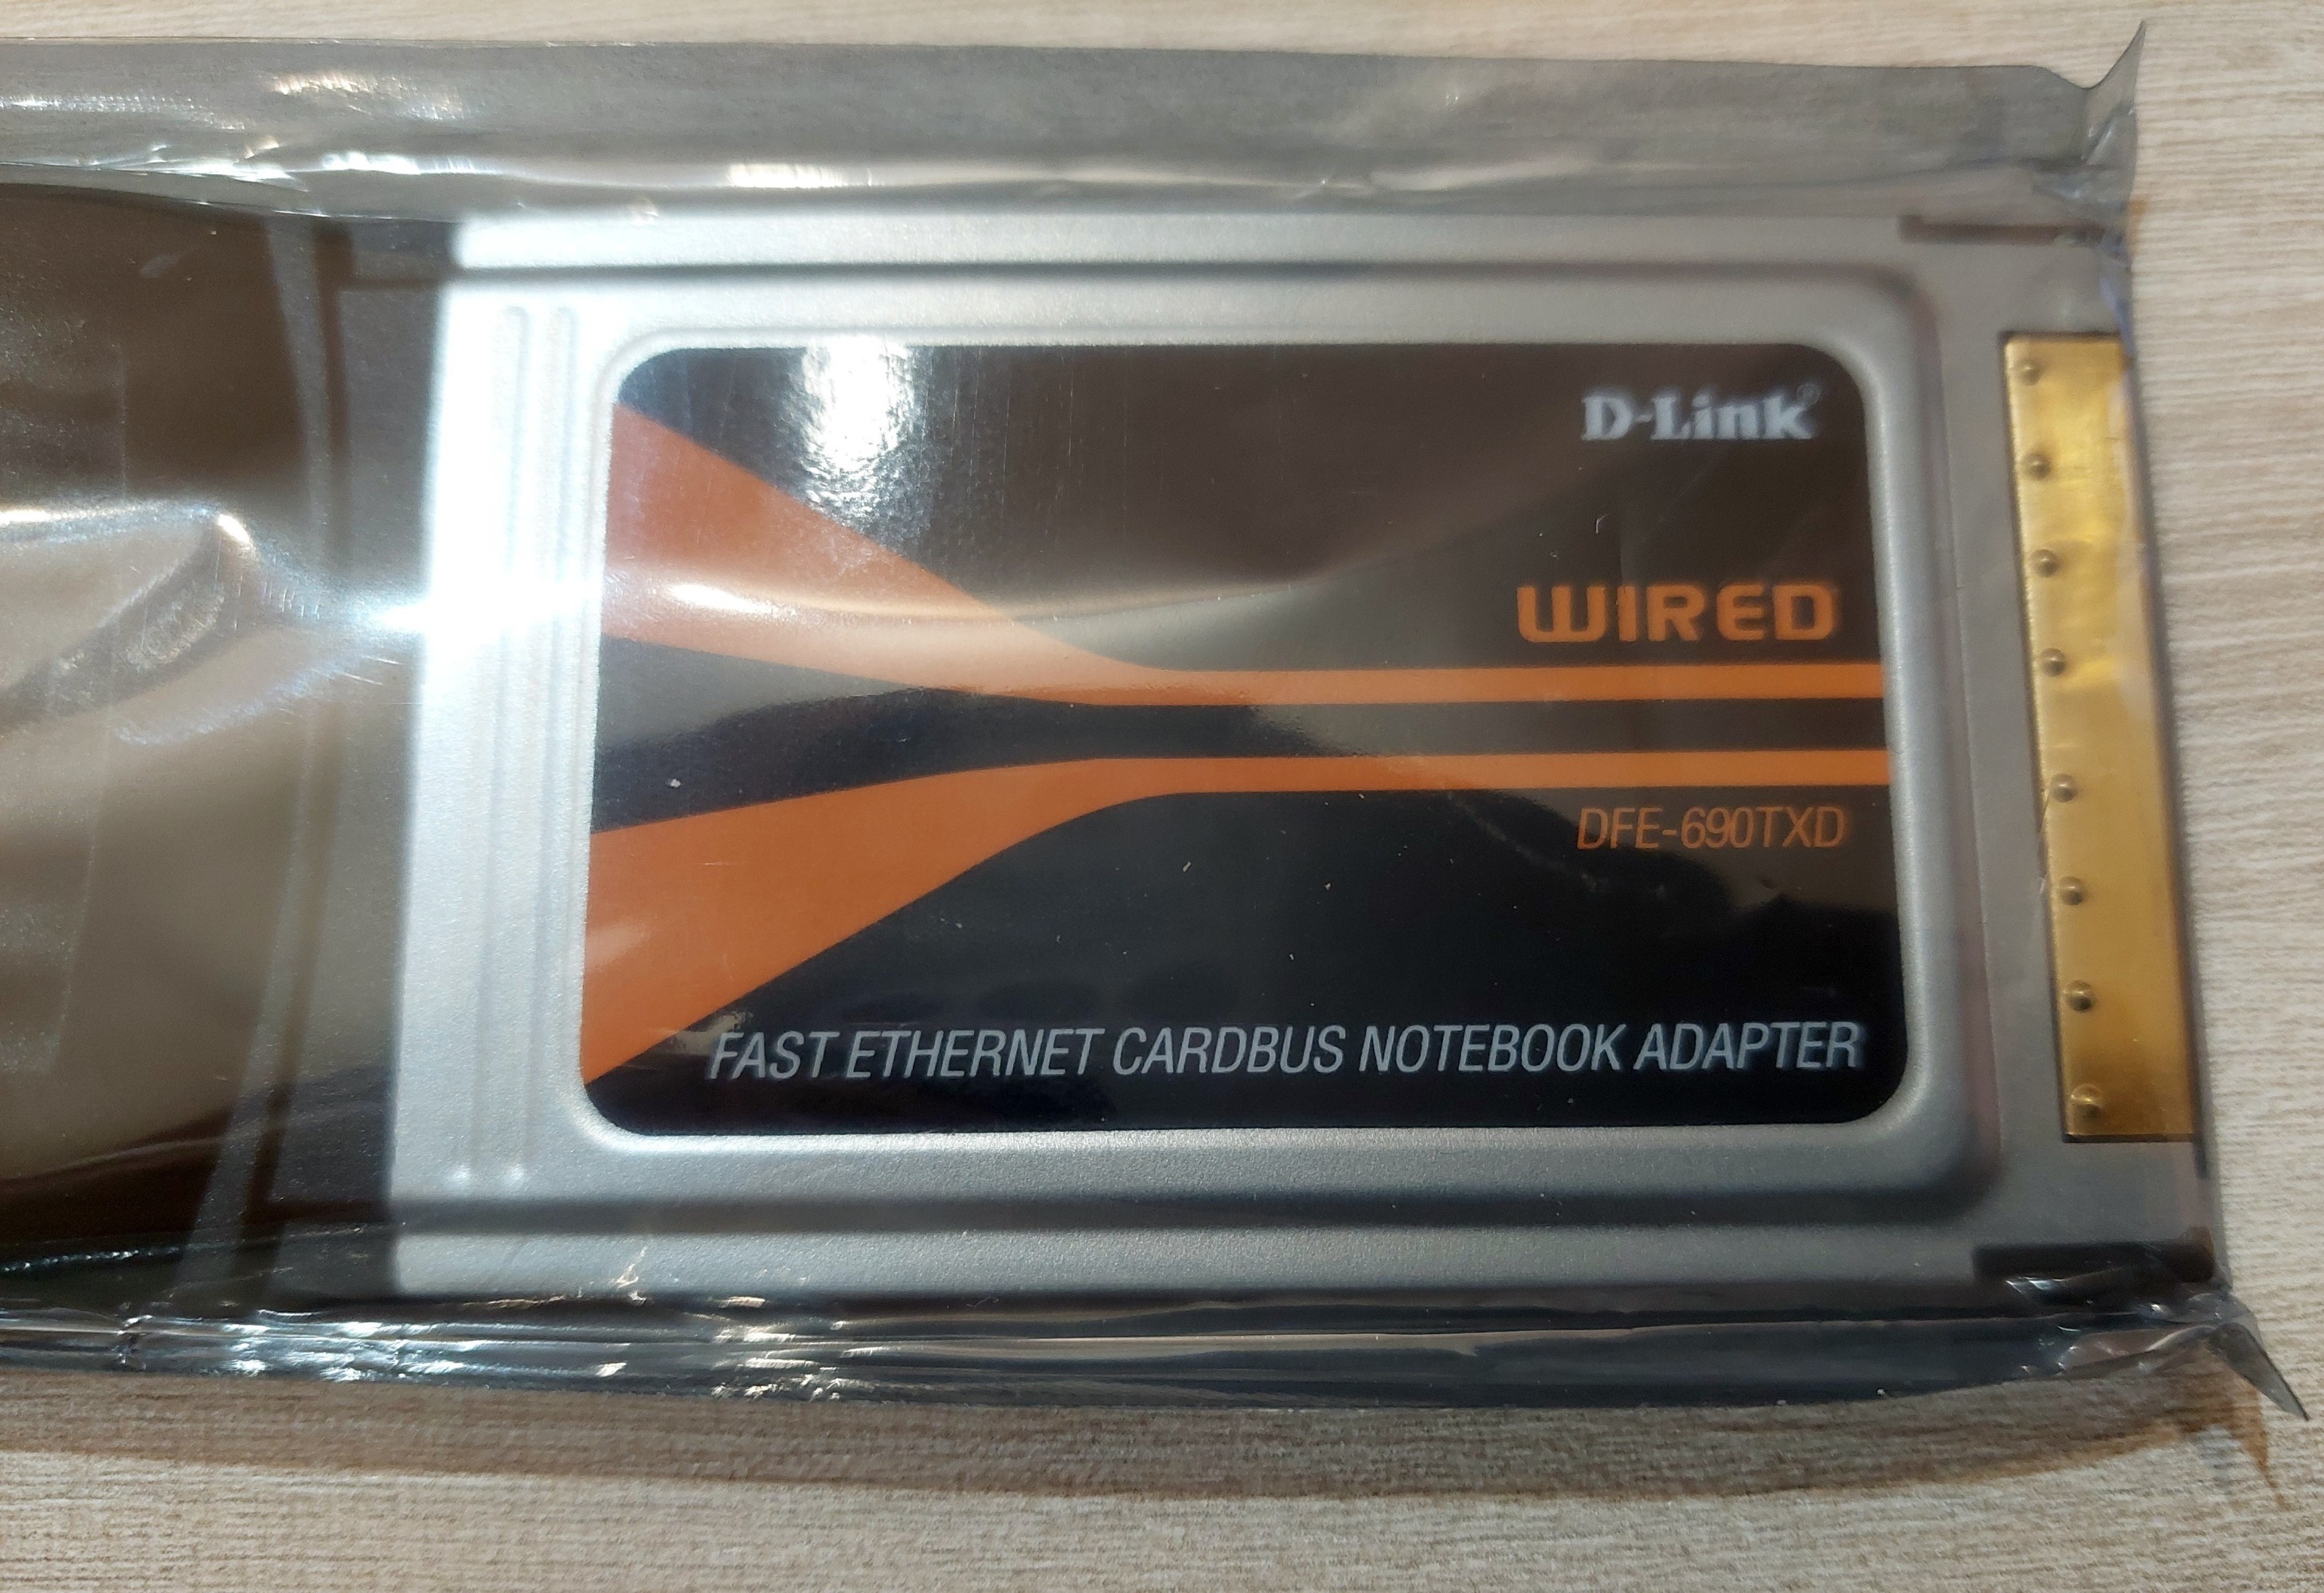 D-Link®
WIRED
DFE-690TXD
FAST ETHERNET CARDBUS NOTEBOOK ADAPTER